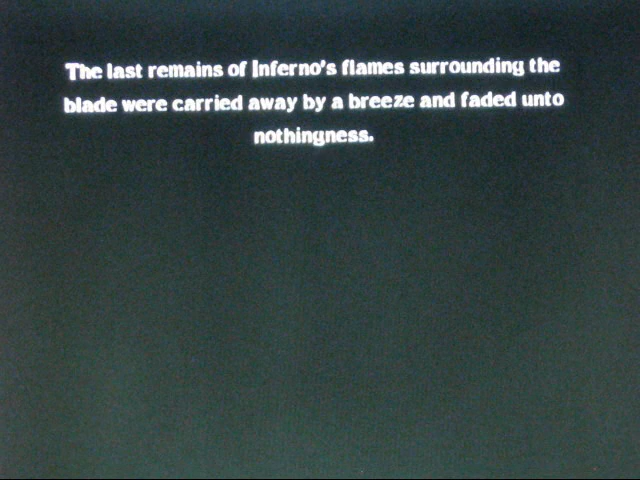 The last remains of Inferno's flames surrounding the
blade were carried away by a breeze and faded unto
nothingness.